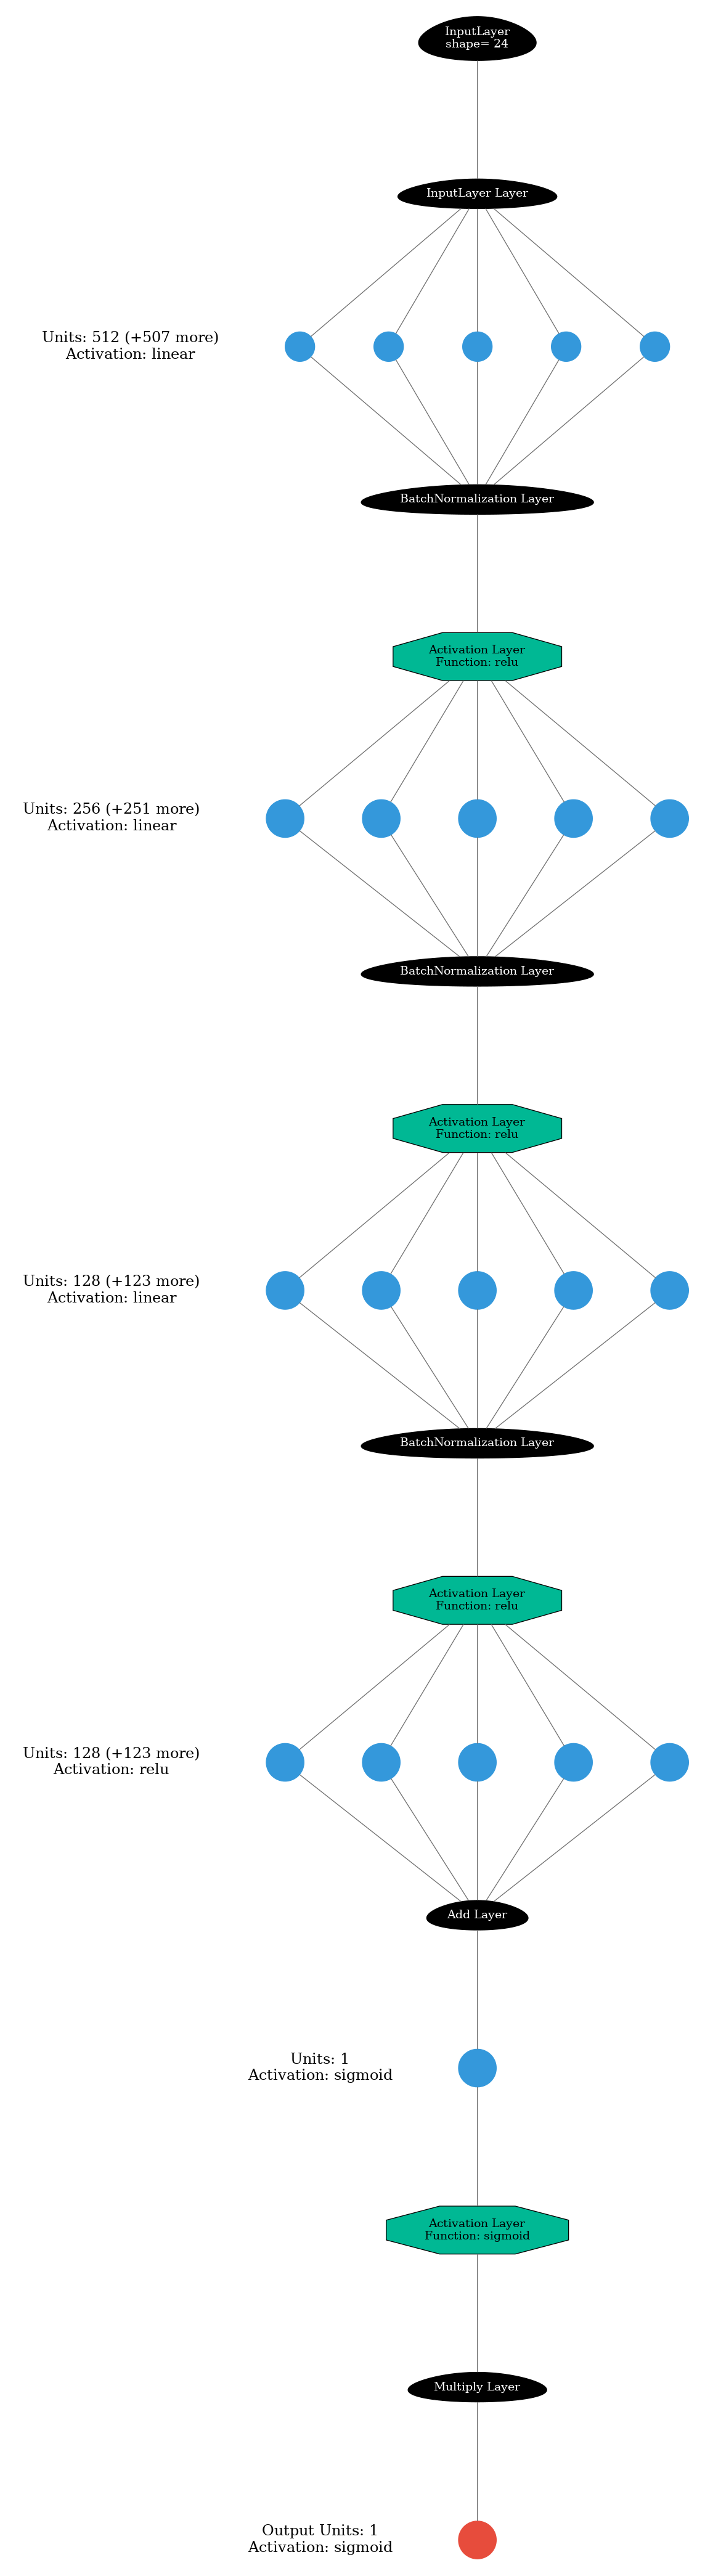 InputLayer
shape= 24
InputLayer Layer
Units: 512 (+507 more)
Activation: linear
BatchNormalization Layer
Activation Layer
Function: relu
Units: 256 (+251 more)
Activation: linear
BatchNormalization Layer
Activation Layer
Function: relu
Units: 128 (+123 more)
Activation: linear
BatchNormalization Layer
Activation Layer
Function: relu
Units: 128 (+123 more)
Activation: relu
Add Layer
Units: 1
Activation: sigmoid
Activation Layer
Function: sigmoid
Multiply Layer
Output Units: 1
Activation: sigmoid